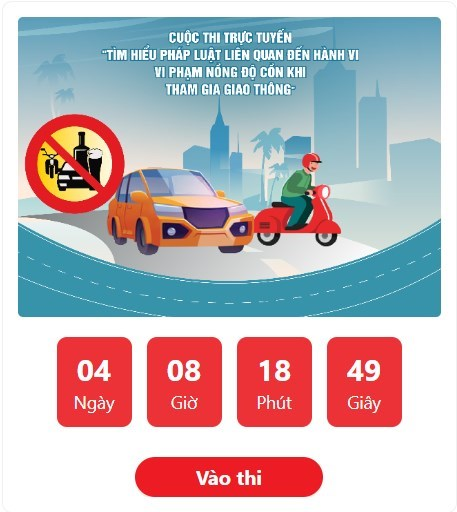 CUỘC THI TRỰC TUYẾN
"TÌM HIỂU PHÁP LUẬT LIÊN QUAN ĐẾN HÀNH VI
VI PHẠM NỒNG ĐỘ CỒN KHI
THAM GIA GIAO THÔNG"
04 08 18 49
Ngày Giờ Phút Giây
Vào thi